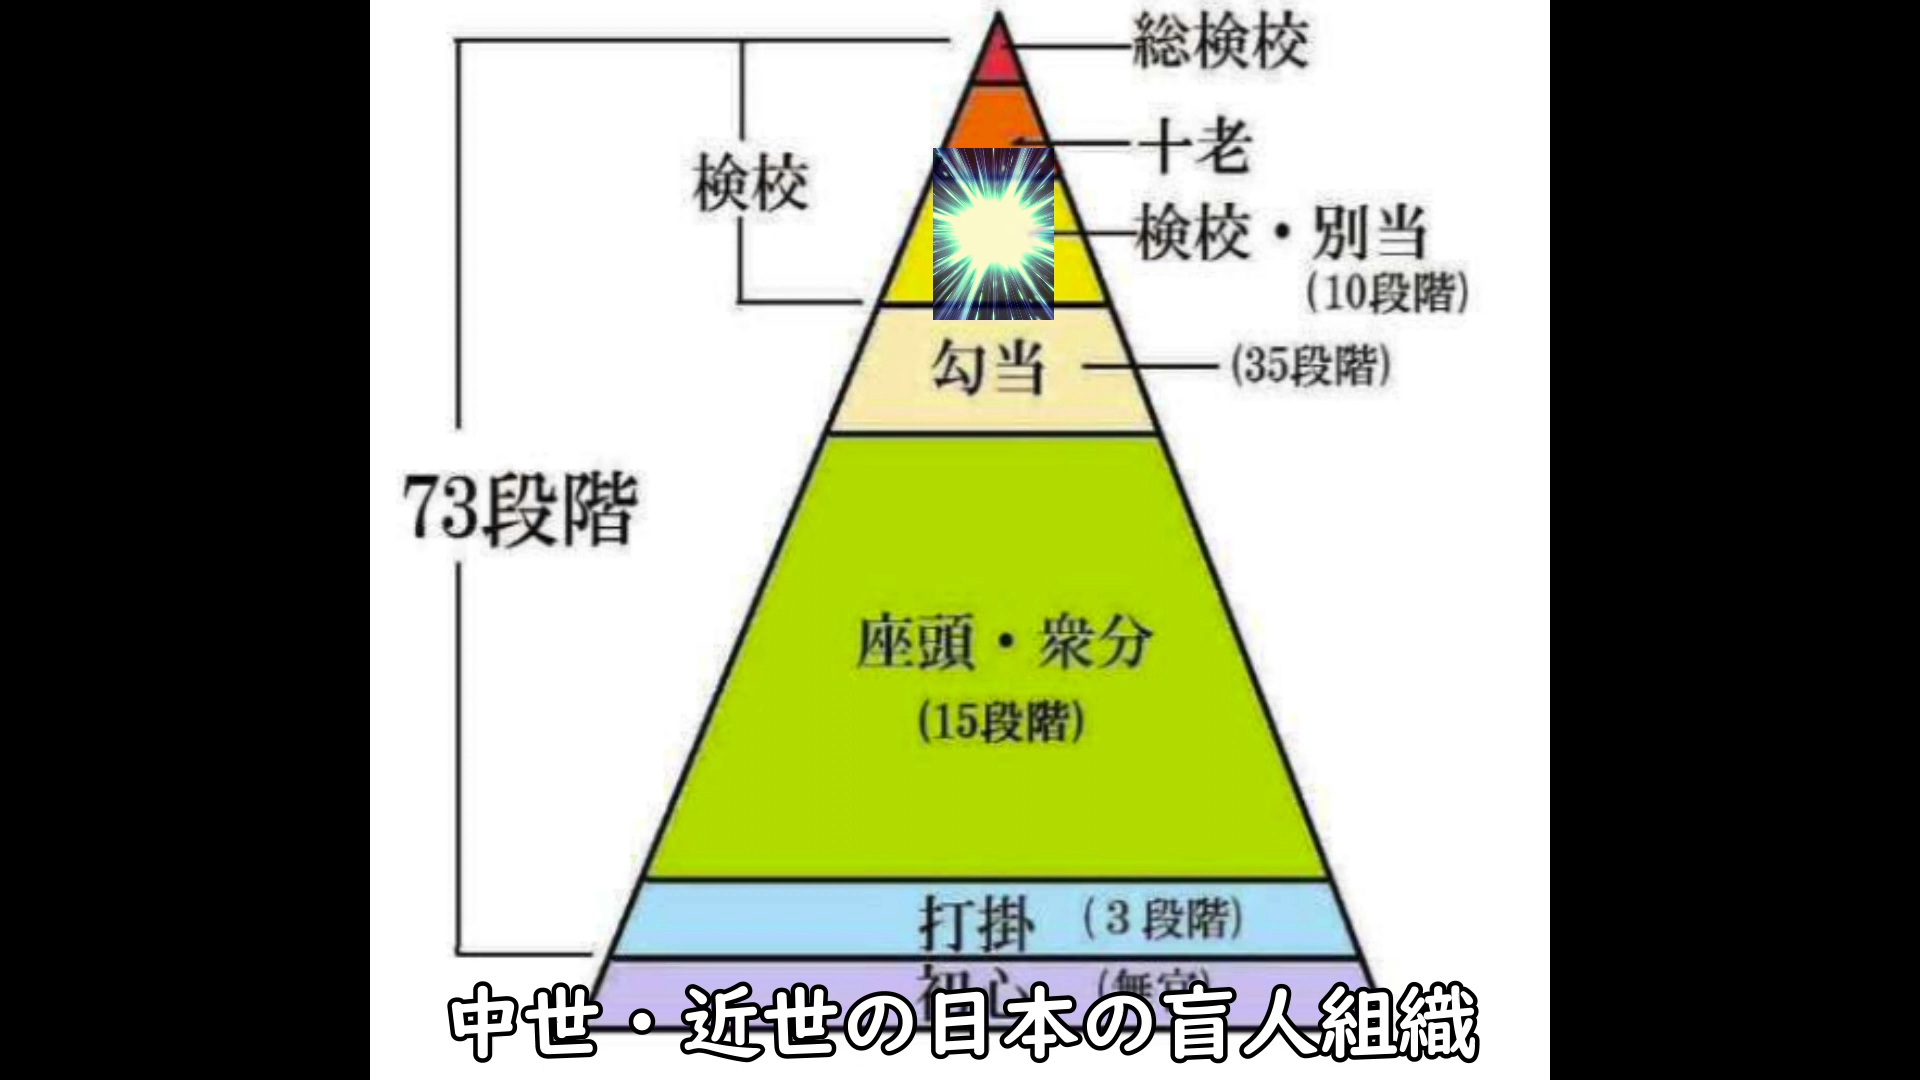 総検校
十老
検校
検校・別当
(10段階)
勾当
(35段階)
73段階
座頭・衆分
(15段階)
打掛
(3段階)
初心
中世・近世の日本の盲人組織